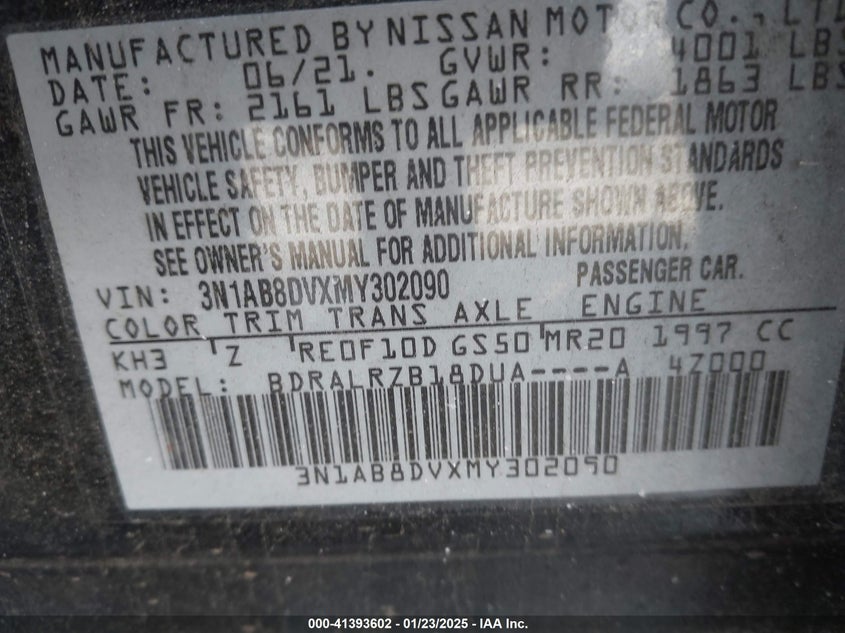 MANUFACTURED BY NISSAN MOTOR CO., LTD
DATE: 06/21. GVWR: 4001 LBS
GAWR FR: 2161 LBS GAWR RR: 1863 LBS
THIS VEHICLE CONFORMS TO ALL APPLICABLE FEDERAL MOTOR
VEHICLE SAFETY, BUMPER AND THEFT PREVENTION STANDARDS
IN EFFECT ON THE DATE OF MANUFACTURE SHOWN ABOVE.
SEE OWNER'S MANUAL FOR ADDITIONAL INFORMATION.
VIN: 3N1AB8DVXMY302090 PASSENGER CAR.
COLOR TRIM TRANS AXLE ENGINE
KH3 Z RE0F10D GS50 MR20 1997 CC
MODEL: BDRALRZB18DUA----A 4Z000
3N1AB8DVXMY302090
000-41393602 - 01/23/2025 - IAA Inc.